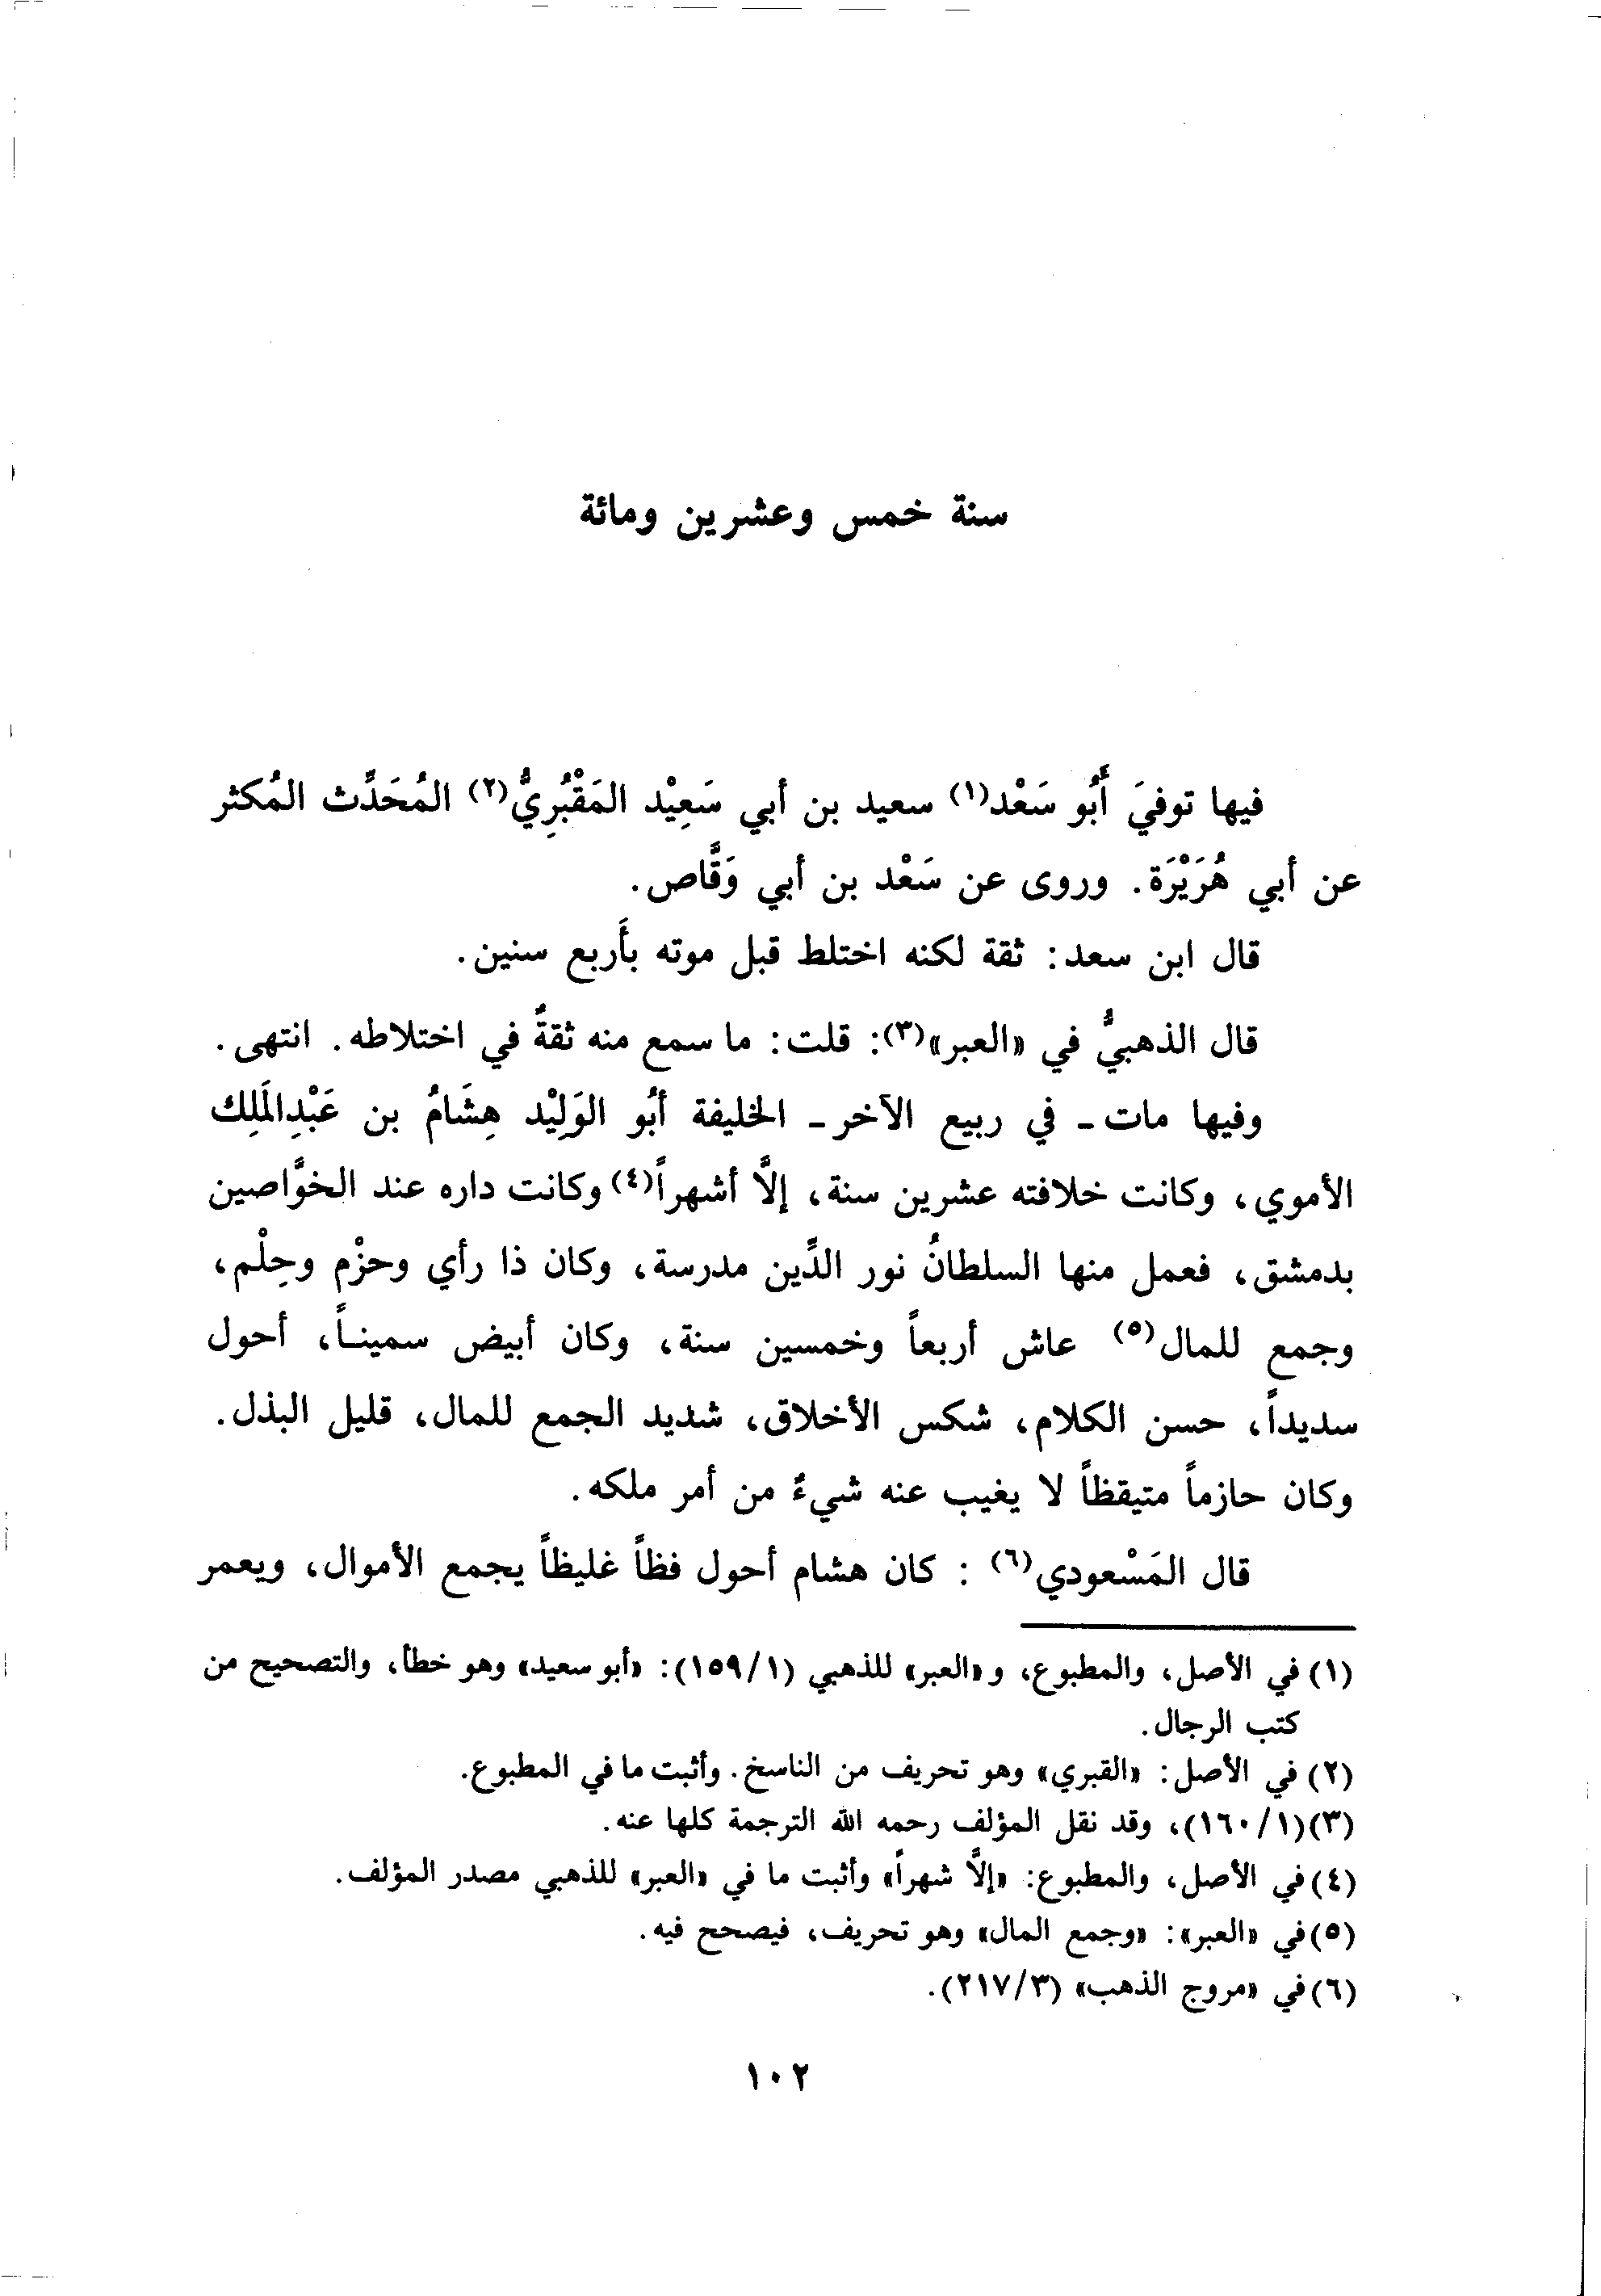 سنة خمس وعشرين ومائة
فيها توفيَ أَبُو سَعْد(١) سعيد بن أبي سَعِيْد المَقْبُرِيُّ(٢) المُحَدِّث المُكثر
عن أبي هُرَيْرَة. وروى عن سَعْد بن أبي وَقَّاص.
قال ابن سعد: ثقة لكنه اختلط قبل موته بأَربع سنين.
قال الذهبيُّ في «العبر»(٣): قلت: ما سمع منه ثقةٌ في اختلاطه. انتهى.
وفيها مات - في ربيع الآخر - الخليفة أبُو الوَلِيْد هِشَامُ بن عَبْدِالمَلِك
الأموي، وكانت خلافته عشرين سنة، إلَّا أشهراً(٤) وكانت داره عند الخوَّاصين
بدمشق، فعمل منها السلطانُ نور الدِّين مدرسة، وكان ذا رأي وحزْم وحِلْم،
وجمع للمال(٥) عاش أربعاً وخمسين سنة، وكان أبيض سميناً، أحول
سديداً، حسن الكلام، شكس الأخلاق، شديد الجمع للمال، قليل البذل.
وكان حازماً متيقظاً لا يغيب عنه شيءٌ من أمر ملكه.
قال المَسْعودي(٦) : كان هشام أحول فظاً غليظاً يجمع الأموال، ويعمر
(١) في الأصل، والمطبوع، و«العبر» للذهبي (١/١٥٩): «أبو سعيد» وهو خطأ، والتصحيح من
كتب الرجال.
(٢) في الأصل: «القبري» وهو تحريف من الناسخ. وأثبت ما في المطبوع.
(٣) (١/١٦٠)، وقد نقل المؤلف رحمه الله الترجمة كلها عنه.
(٤) في الأصل، والمطبوع: «إلَّا شهراً» وأثبت ما في «العبر» للذهبي مصدر المؤلف.
(٥) في «العبر»: «وجمع المال» وهو تحريف، فيصحح فيه.
(٦) في «مروج الذهب» (٣/٢١٧).
١٠٢